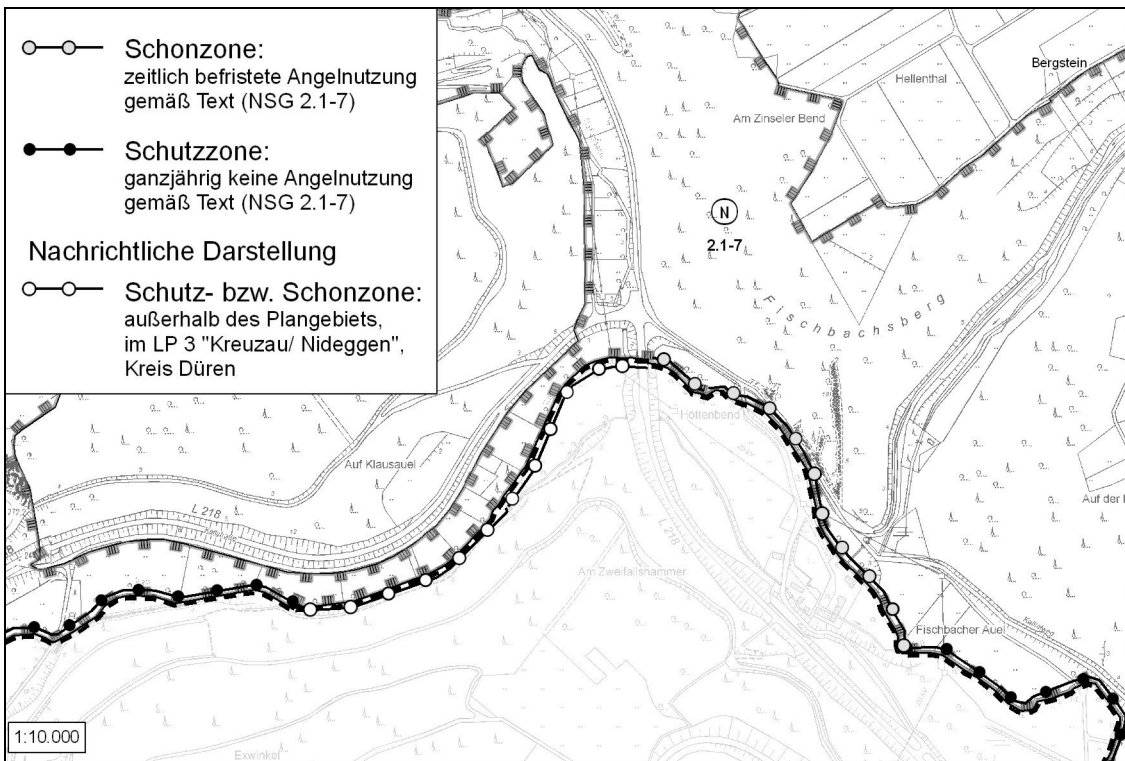 Schonzone:
zeitlich befristete Angelnutzung
gemäß Text (NSG 2.1-7)
Schutzzone:
ganzjährig keine Angelnutzung
gemäß Text (NSG 2.1-7)
Nachrichtliche Darstellung
Schutz- bzw. Schonzone:
außerhalb des Plangebiets,
im LP 3 "Kreuzau/ Nideggen",
Kreis Düren
Bergstein
Hellenthal
Am Zinseler Bend
N
2.1-7
Fischbachsberg
Höttenbend
Auf Klausauel
L 218
L 218
Auf der
Am Zweifallshammer
Fischbacher Auel
Kallweg
Exwinkel
1:10.000